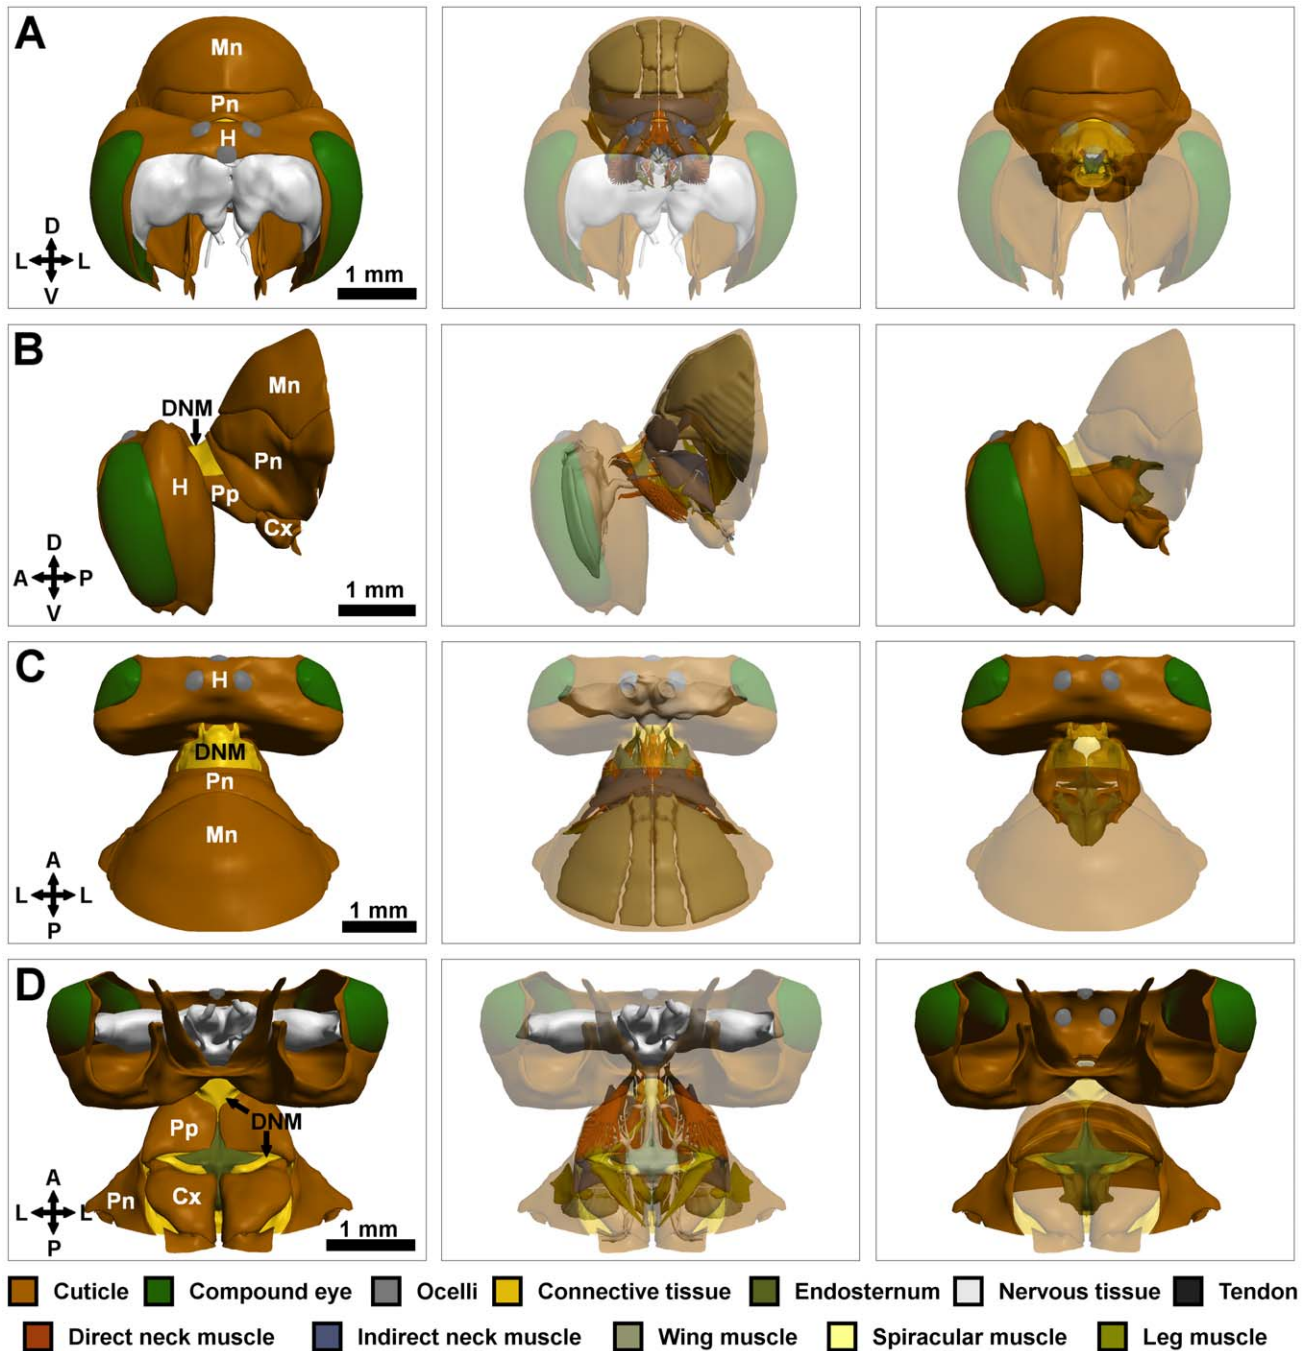 A
Mn
Pn
H
D
L L
V
1 mm
B
Mn
DNM
Pn
H
Pp
Cx
D
A P
V
1 mm
C
H
DNM
Pn
Mn
A
L L
P
1 mm
D
DNM
Pp
A
Pn Cx
L L
P
1 mm
Cuticle Compound eye Ocelli Connective tissue Endosternum Nervous tissue Tendon
Direct neck muscle Indirect neck muscle Wing muscle Spiracular muscle Leg muscle